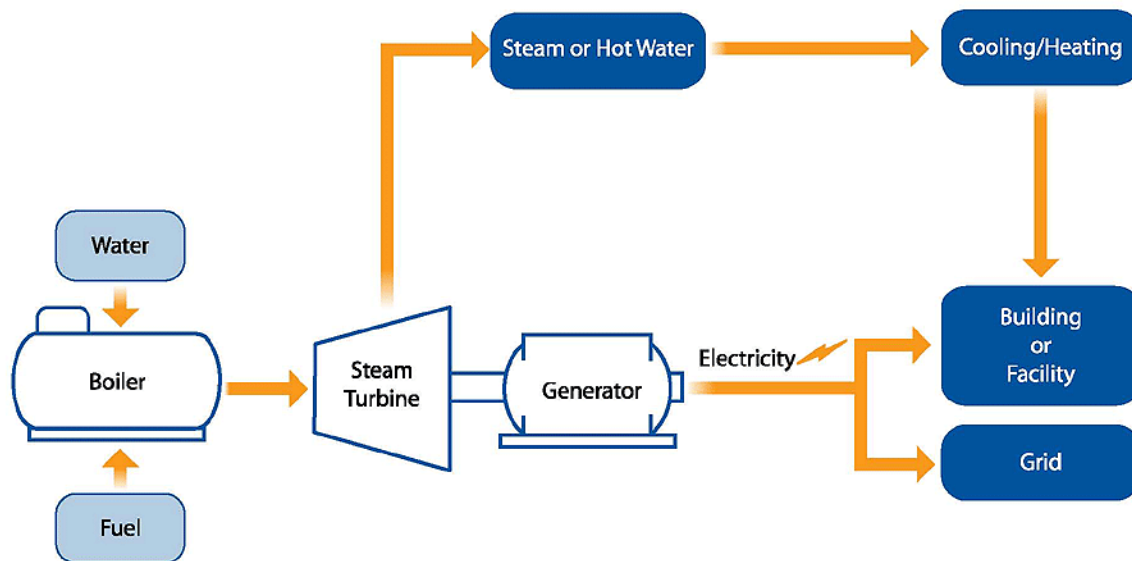 Steam or Hot Water
Cooling/Heating
Water
Boiler
Fuel
Steam
Turbine
Generator
Electricity
Building
or
Facility
Grid